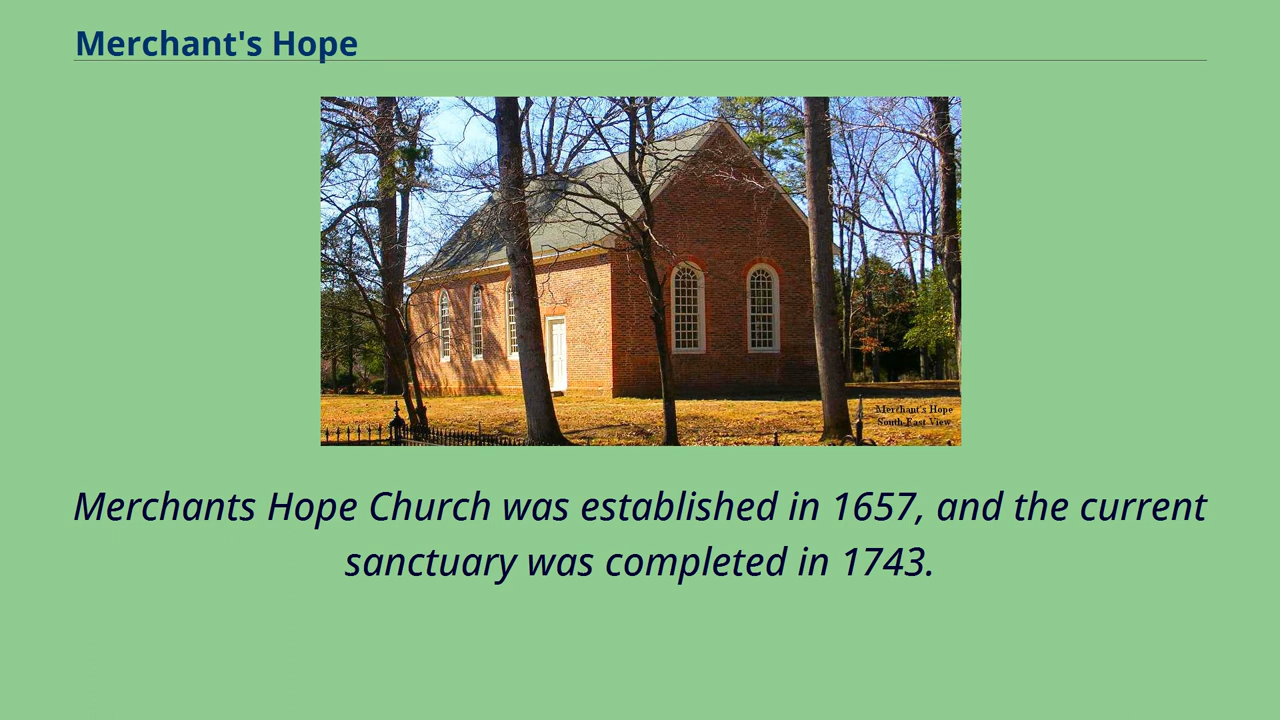 Merchant's Hope
Merchant's Hope
South East View
Merchants Hope Church was established in 1657, and the current
sanctuary was completed in 1743.